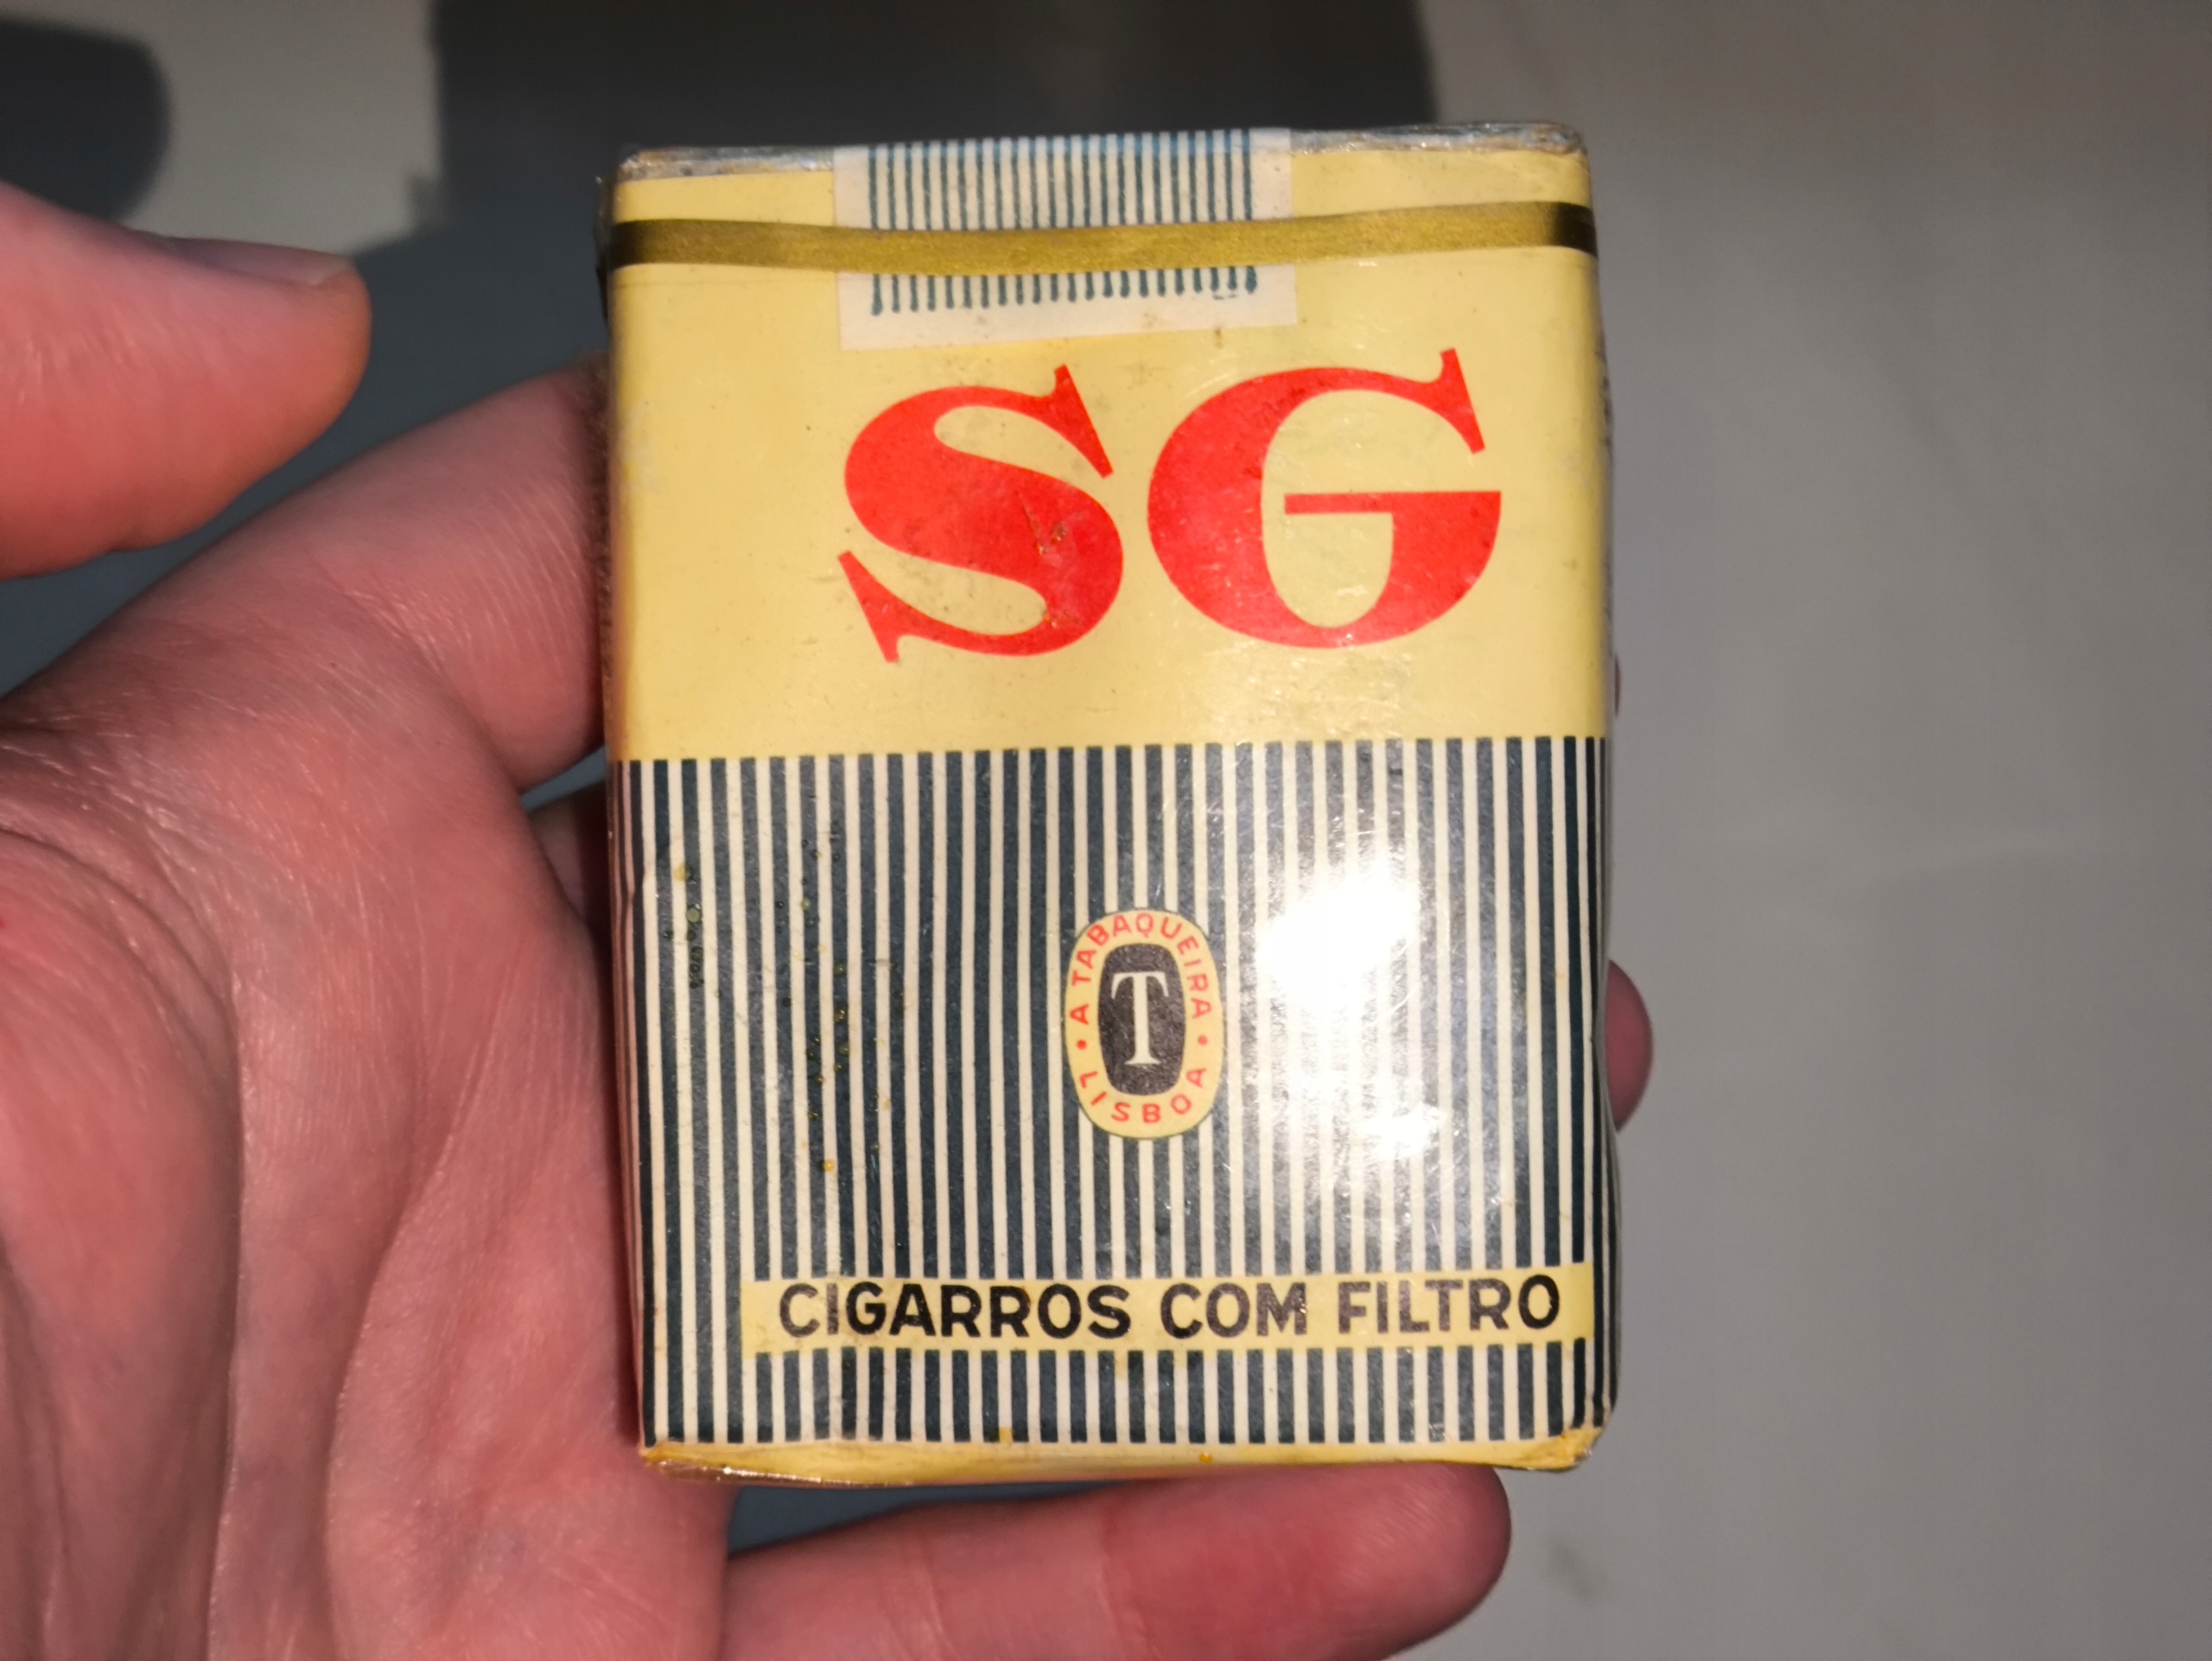 SG
• A TABAQUEIRA •
T
LISBOA
CIGARROS COM FILTRO